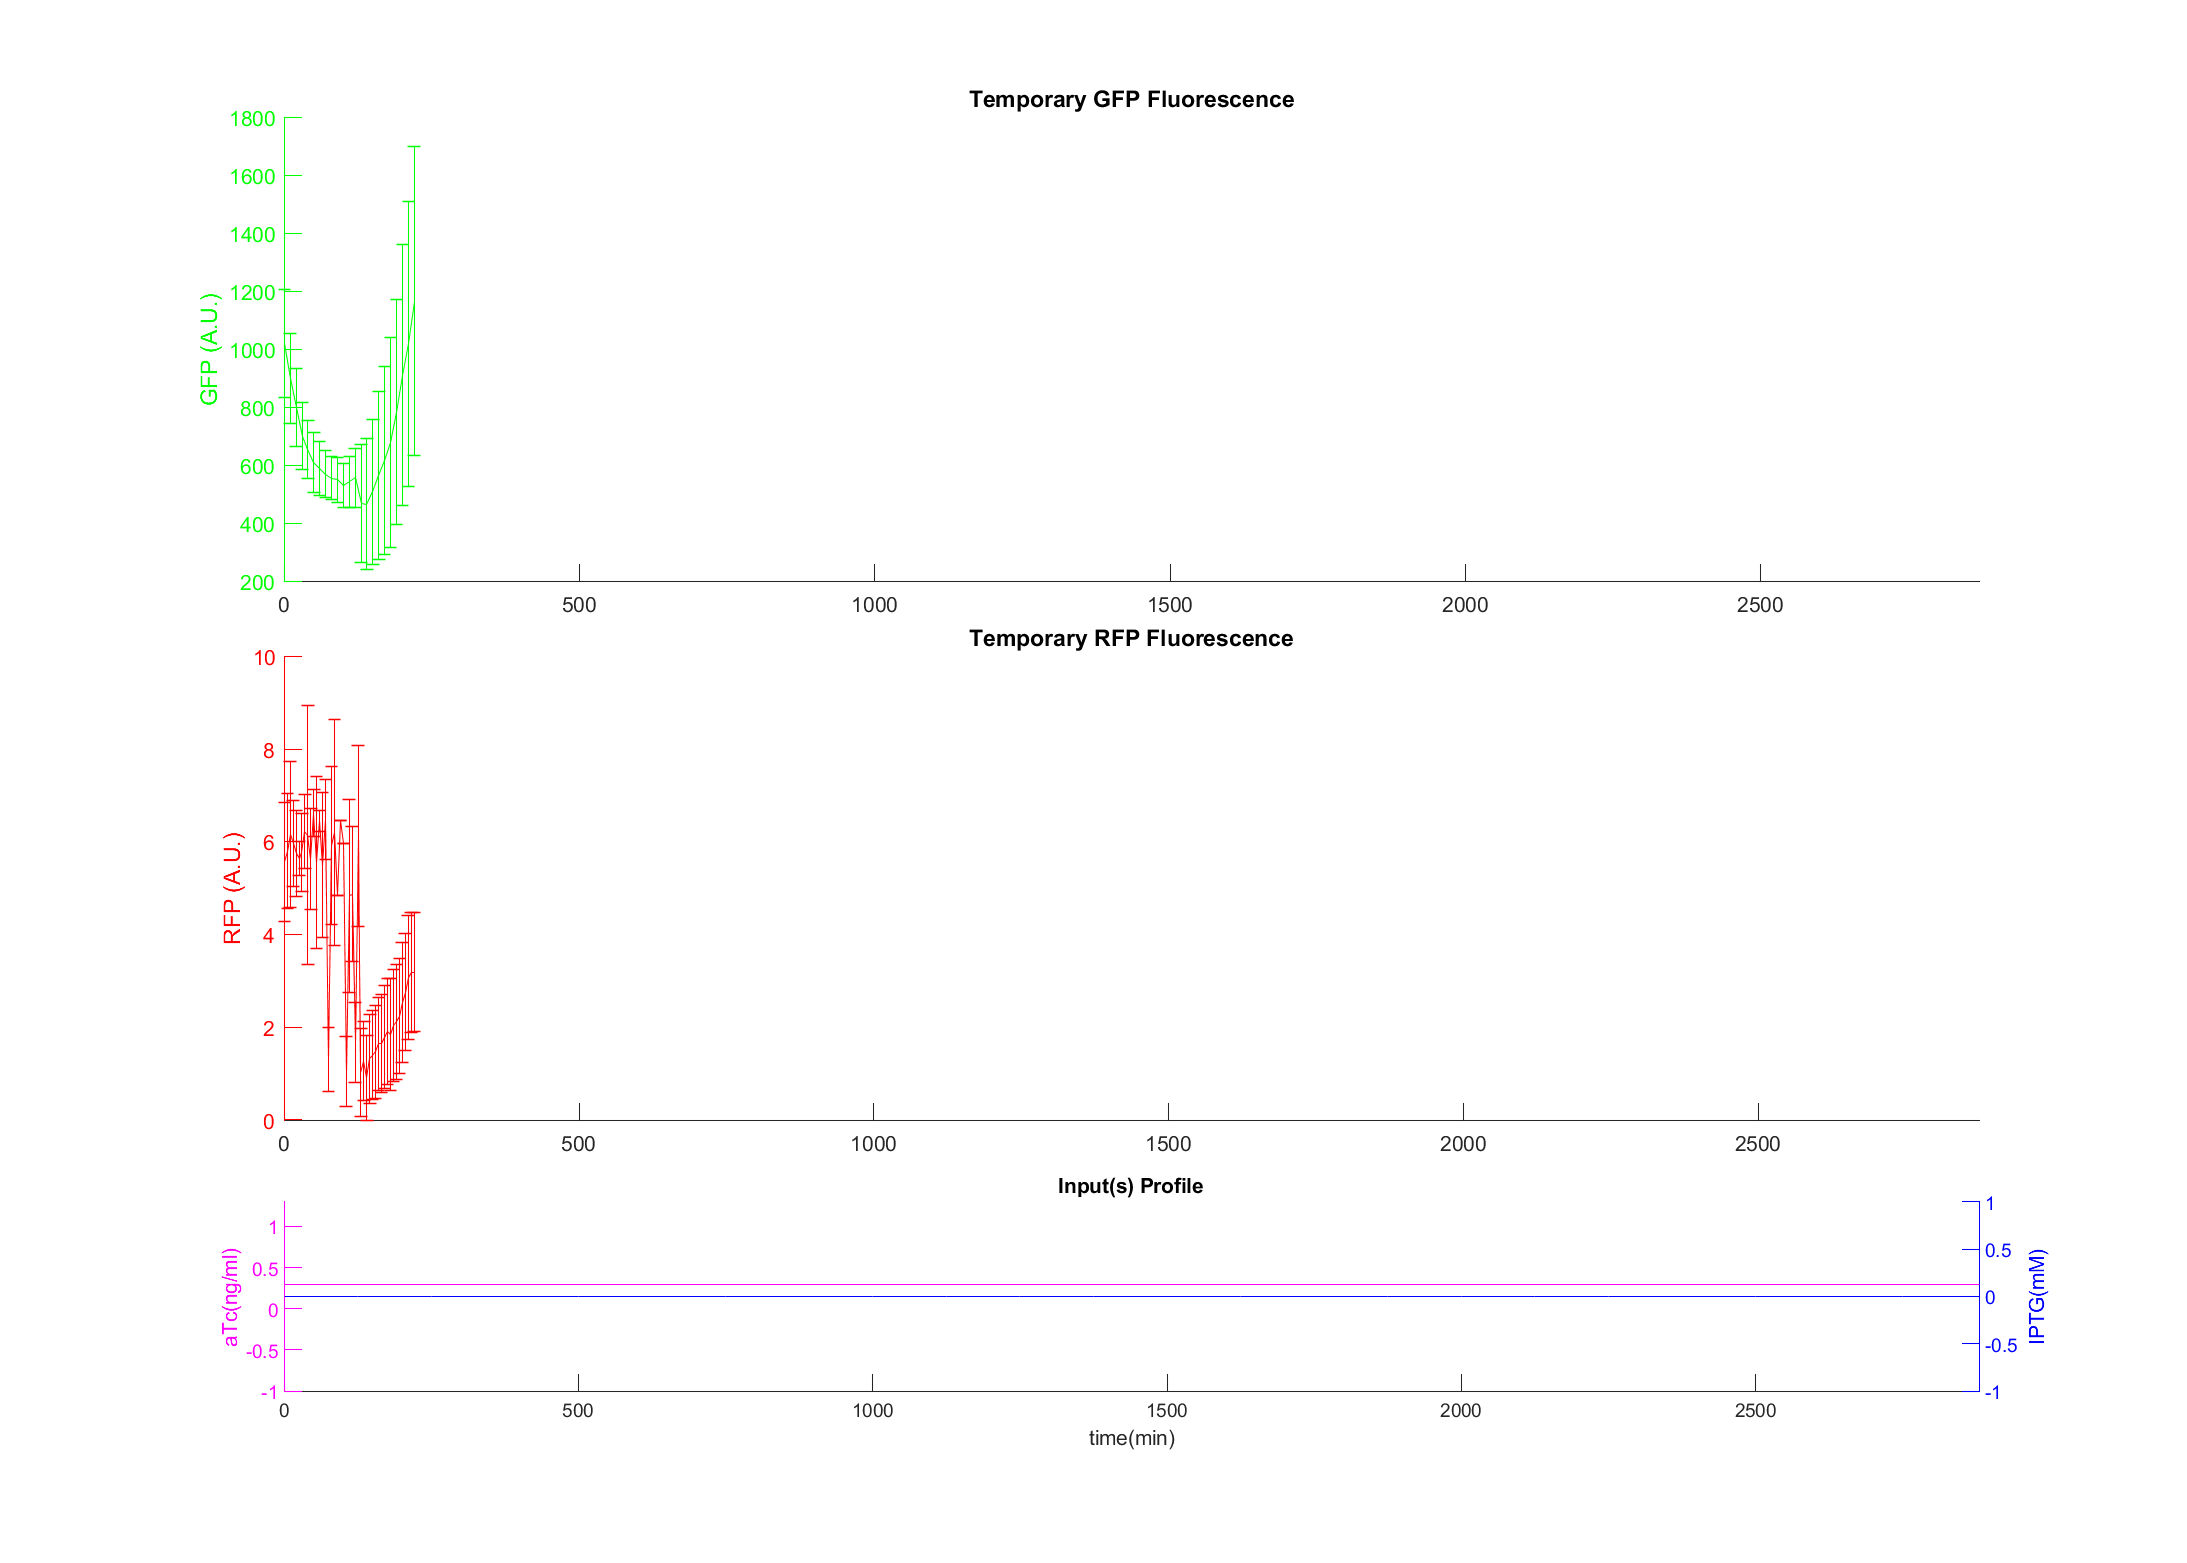 Temporary GFP Fluorescence
1800
1600
1400
1200
1000
800
600
400
200
GFP (A.U.)
0 500 1000 1500 2000 2500
Temporary RFP Fluorescence
10
8
6
4
2
0
RFP (A.U.)
0 500 1000 1500 2000 2500
Input(s) Profile
1
0.5
0
-0.5
-1
aTc(ng/ml)
1
0.5
0
-0.5
-1
IPTG(mM)
0 500 1000 1500 2000 2500
time(min)